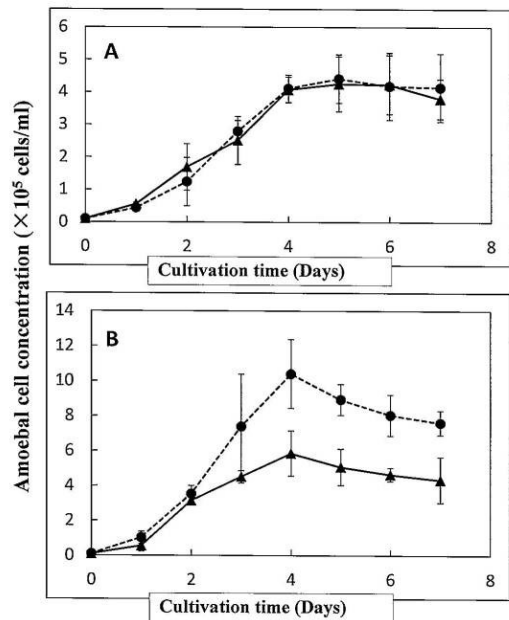 Amoebal cell concentration (×10⁵ cells/ml)
A
6
5
4
3
2
1
0
0 2 4 6 8
Cultivation time (Days)
B
14
12
10
8
6
4
2
0
0 2 4 6 8
Cultivation time (Days)